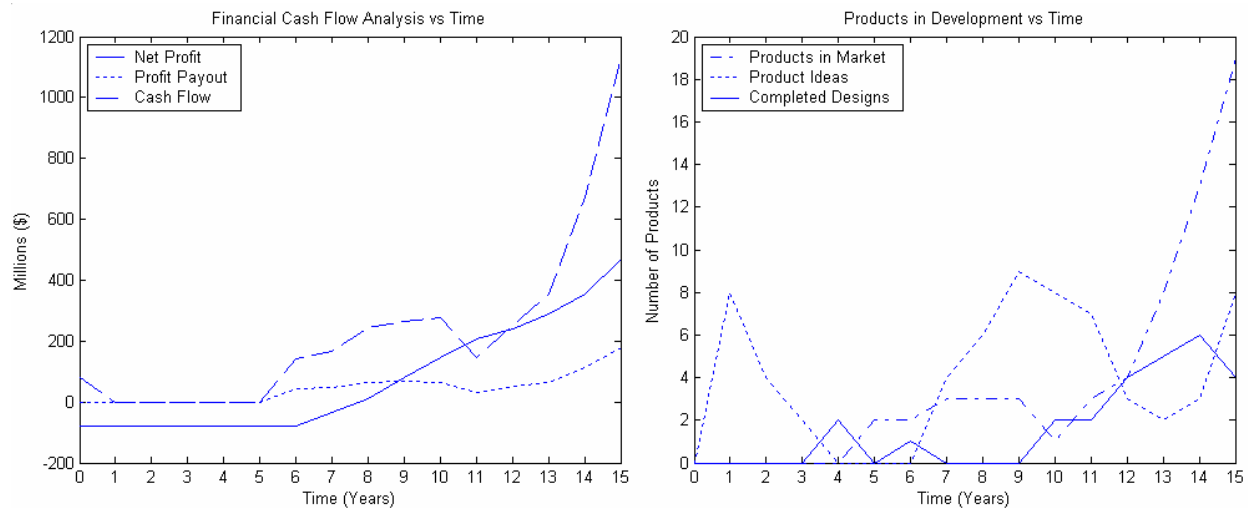 Financial Cash Flow Analysis vs Time
1200
1000
800
600
400
200
0
-200
Millions ($)
Net Profit
Profit Payout
Cash Flow
0 1 2 3 4 5 6 7 8 9 10 11 12 13 14 15
Time (Years)
Products in Development vs Time
20
18
16
14
12
10
8
6
4
2
0
Number of Products
Products in Market
Product Ideas
Completed Designs
0 1 2 3 4 5 6 7 8 9 10 11 12 13 14 15
Time (Years)